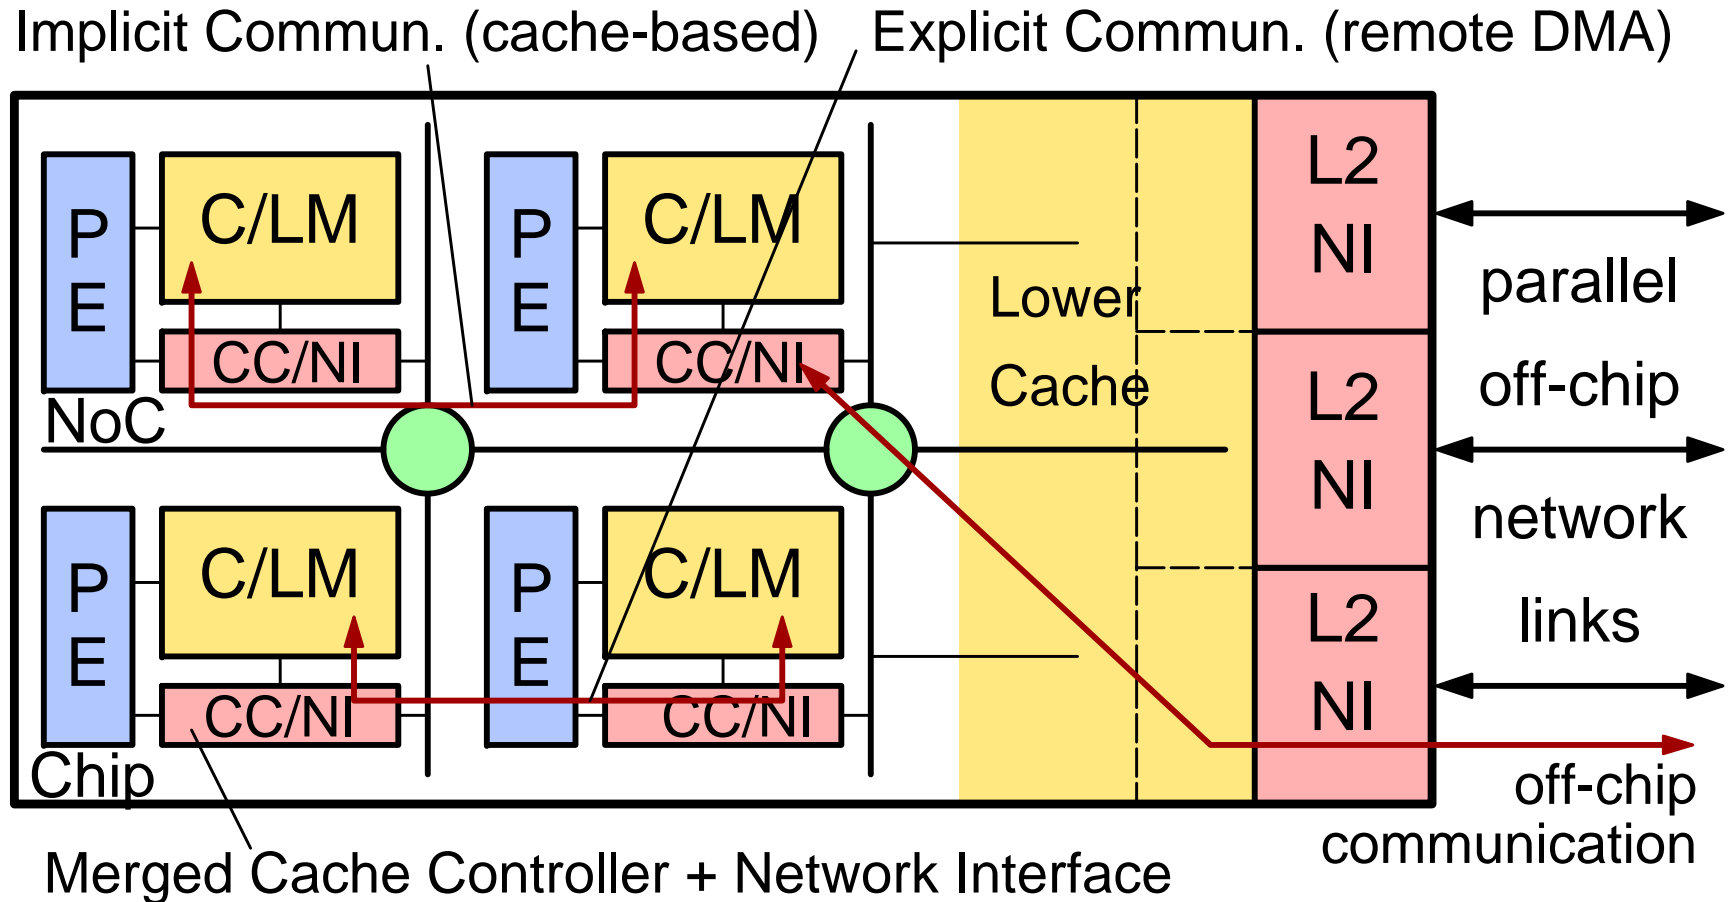 Implicit Commun. (cache-based)
Explicit Commun. (remote DMA)
P
E
C/LM
CC/NI
P
E
C/LM
CC/NI
NoC
Lower
Cache
L2
NI
L2
NI
L2
NI
parallel
off-chip
network
links
P
E
C/LM
CC/NI
P
E
C/LM
CC/NI
Chip
off-chip
communication
Merged Cache Controller + Network Interface